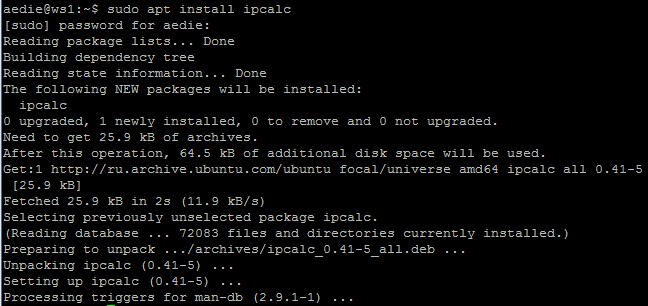 aedie@ws1:~$ sudo apt install ipcalc
[sudo] password for aedie:
Reading package lists... Done
Building dependency tree
Reading state information... Done
The following NEW packages will be installed:
  ipcalc
0 upgraded, 1 newly installed, 0 to remove and 0 not upgraded.
Need to get 25.9 kB of archives.
After this operation, 64.5 kB of additional disk space will be used.
Get:1 http://ru.archive.ubuntu.com/ubuntu focal/universe amd64 ipcalc all 0.41-5
 [25.9 kB]
Fetched 25.9 kB in 2s (11.9 kB/s)
Selecting previously unselected package ipcalc.
(Reading database ... 72083 files and directories currently installed.)
Preparing to unpack .../archives/ipcalc_0.41-5_all.deb ...
Unpacking ipcalc (0.41-5) ...
Setting up ipcalc (0.41-5) ...
Processing triggers for man-db (2.9.1-1) ...